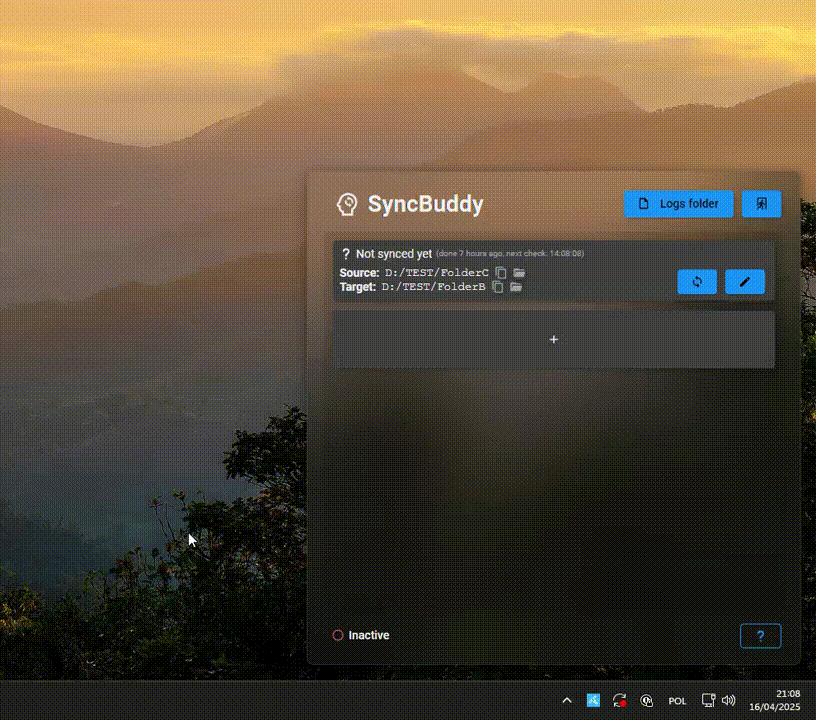 SyncBuddy
Logs folder
? Not synced yet (done 7 hours ago, next check: 14:08:08)
Source: D:/TEST/FolderC
Target: D:/TEST/FolderB
+
Inactive
?
POL
21:08
16/04/2025